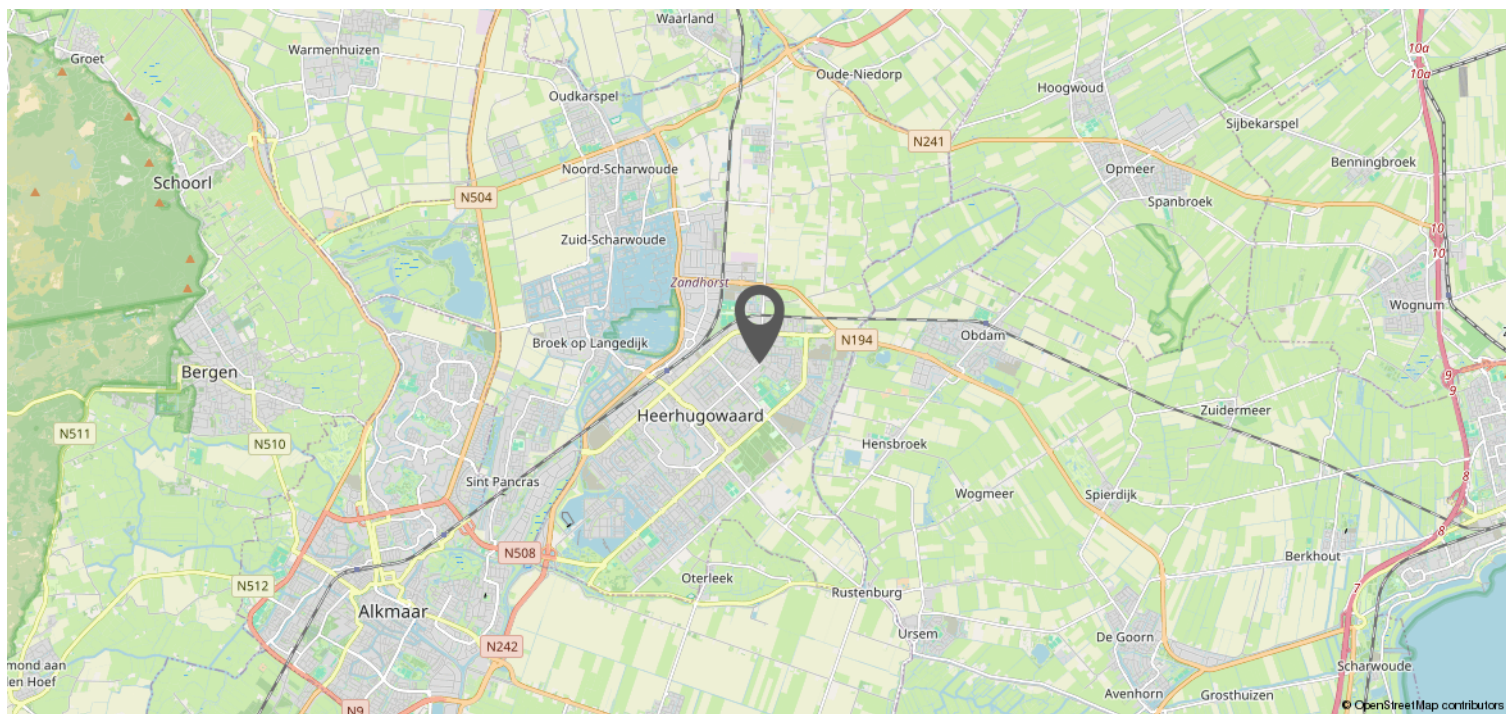 Waarland
Groet
Warmenhuizen
10a
10a
Oude-Niedorp
Hoogwoud
Oudkarspel
Sijbekarspel
N241
Benningbroek
Noord-Scharwoude
Opmeer
Schoorl
N504
Spanbroek
10
Zuid-Scharwoude
10
Zandhorst
Wognum
Obdam
N194
Broek op Langedijk
Bergen
9
9
Zuidermeer
Heerhugowaard
N511
N510
Hensbroek
8
Sint Pancras
Wogmeer
Spierdijk
8
N508
Berkhout
Oterleek
N512
7
Rustenburg
Alkmaar
Ursem
De Goorn
N242
mond aan
ten Hoef
Scharwoude
Avenhorn
Grosthuizen
N9
© OpenStreetMap contributors